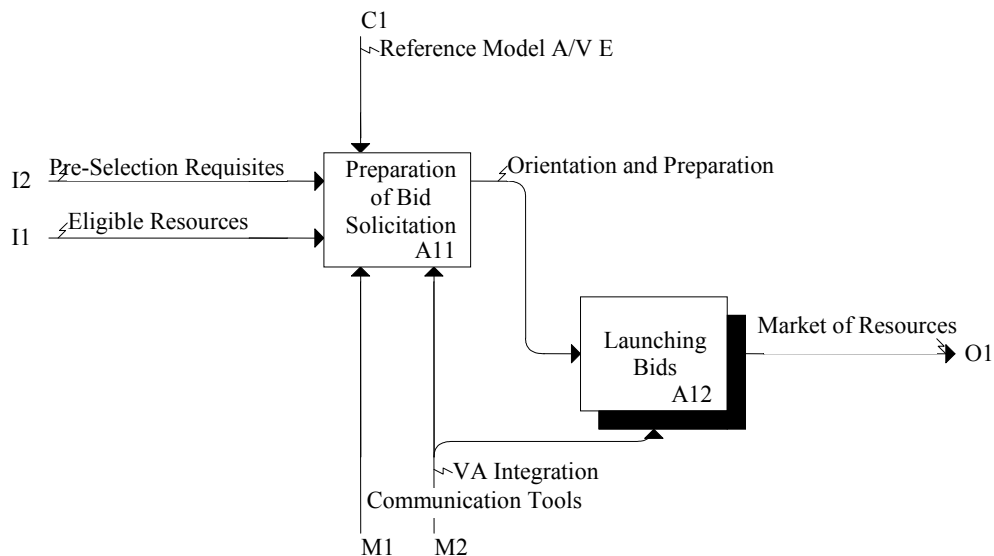 C1
Reference Model A/V E
Pre-Selection Requisites
I2
Eligible Resources
I1
Preparation
of Bid
Solicitation
A11
Orientation and Preparation
Launching
Bids
A12
Market of Resources
O1
VA Integration
Communication Tools
M1
M2